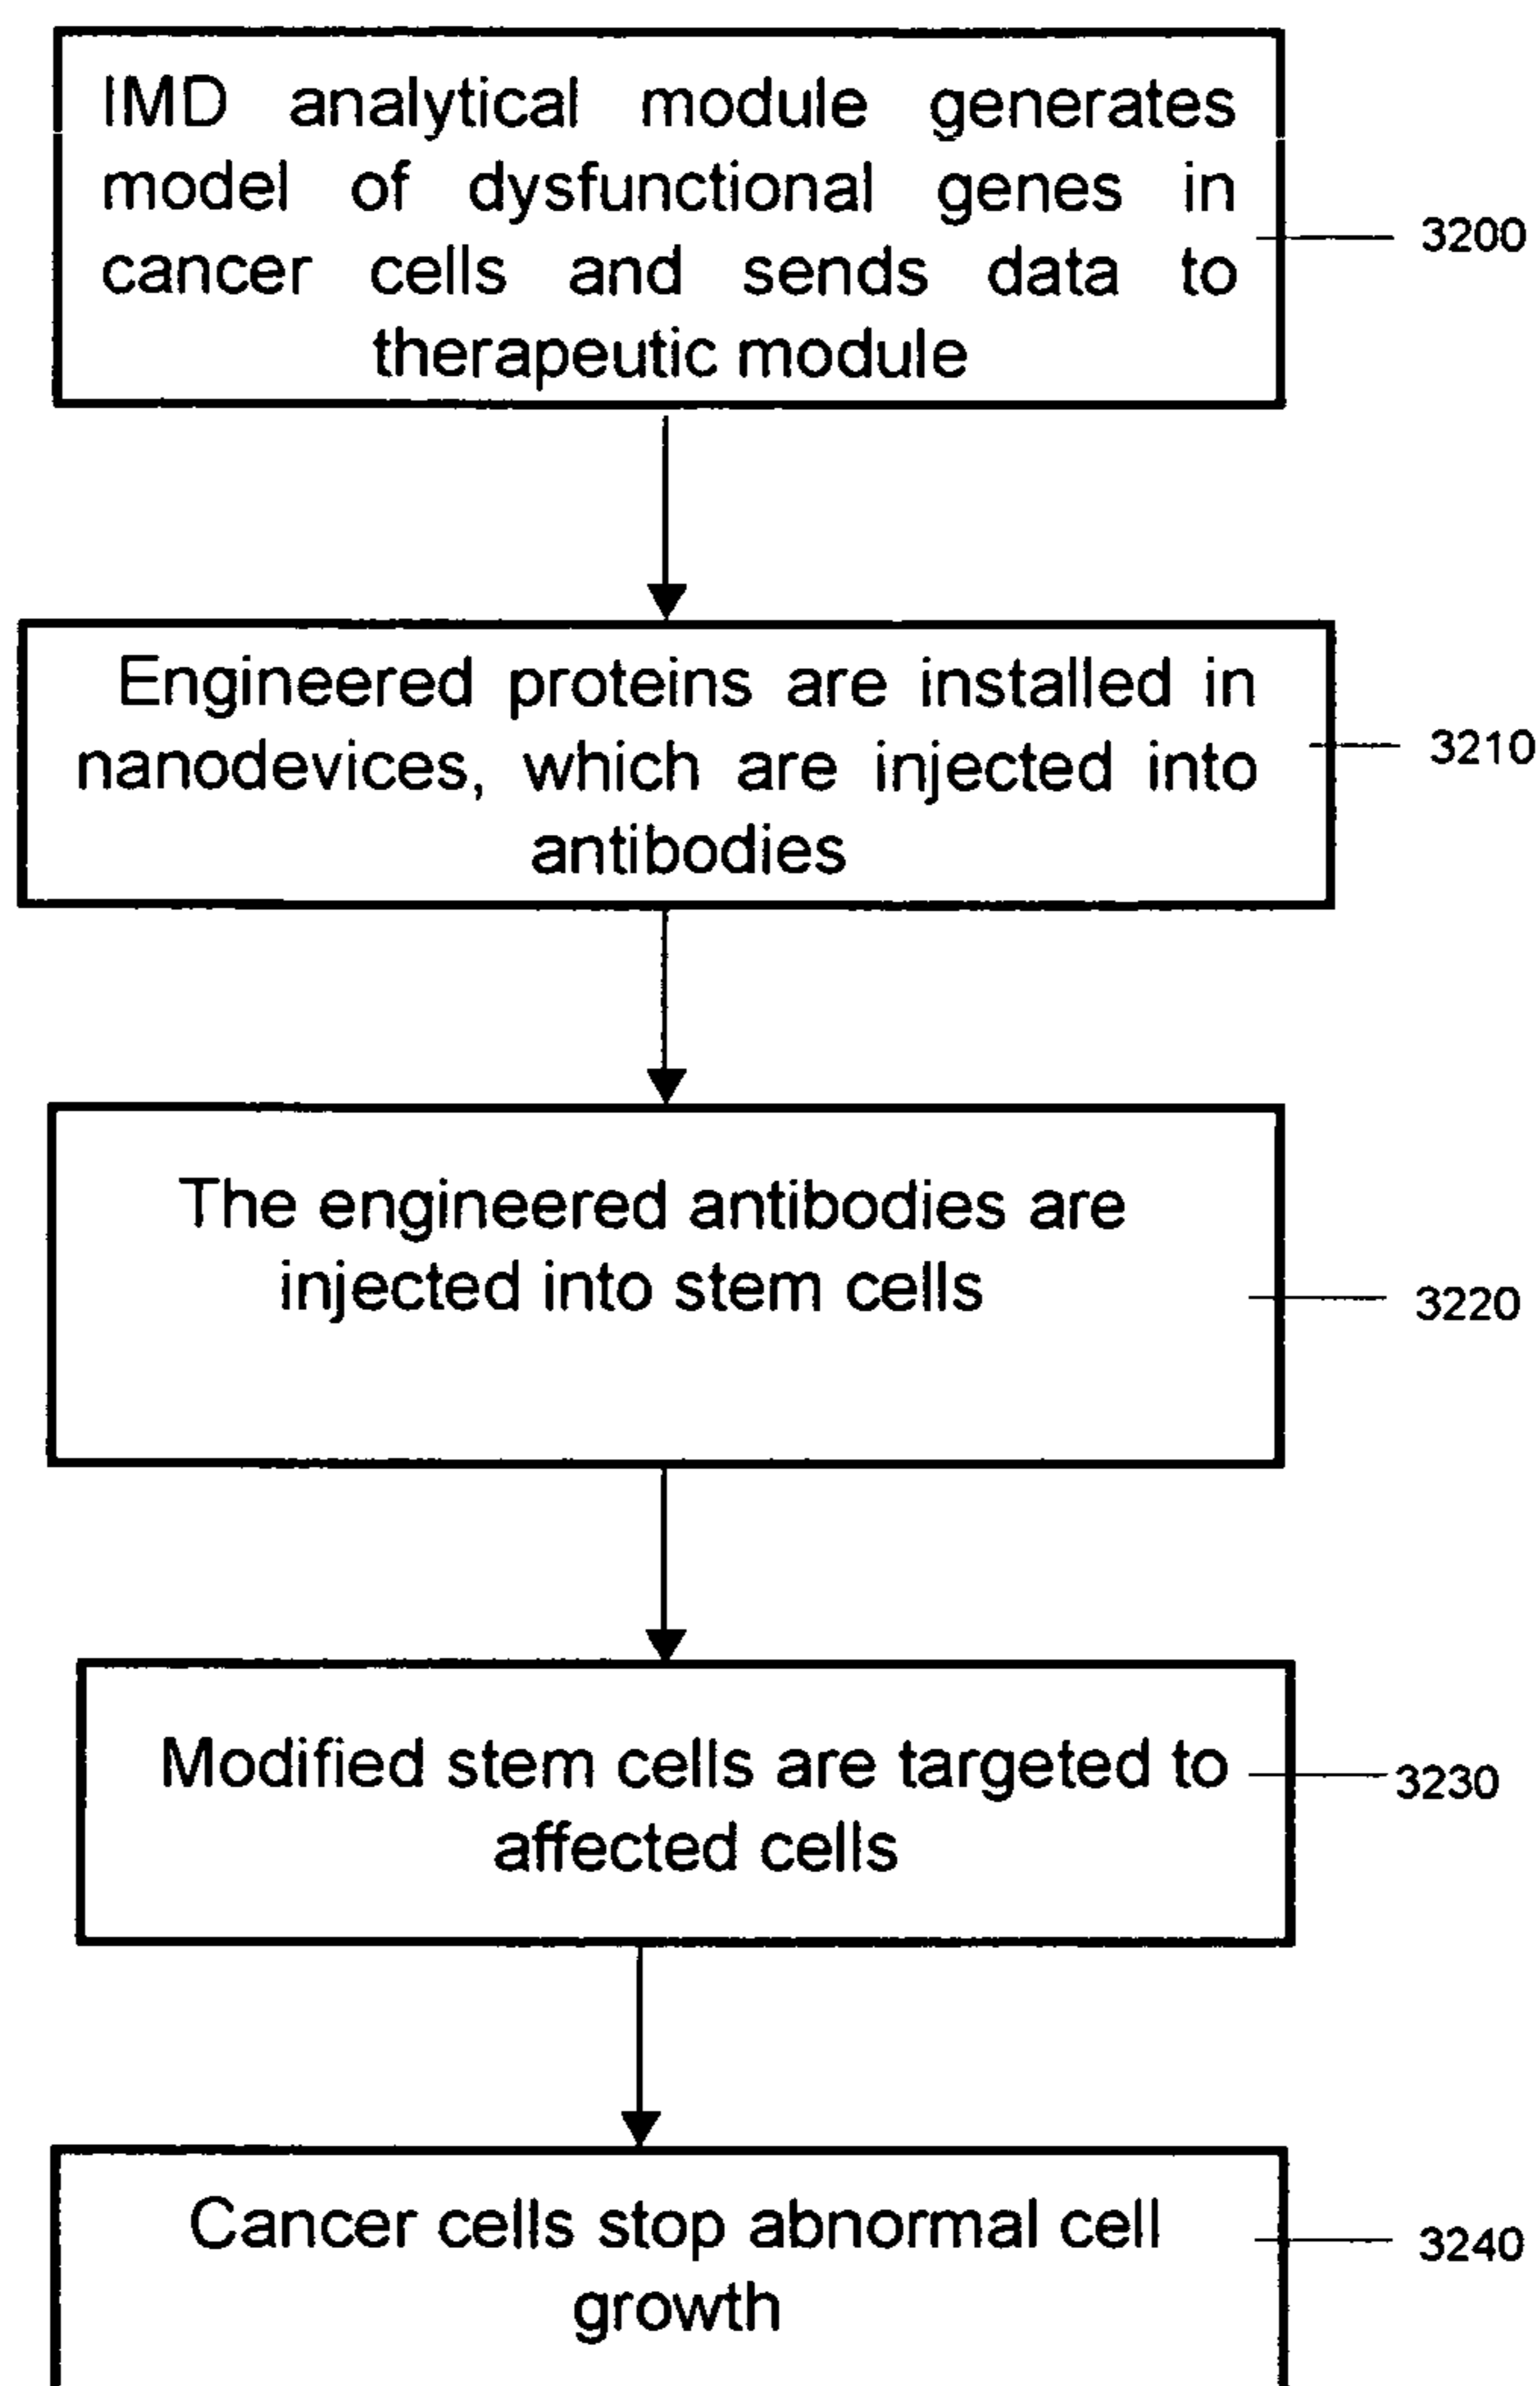 IMD analytical module generates
model of dysfunctional genes in
cancer cells and sends data to
therapeutic module
3200
Engineered proteins are installed in
nanodevices, which are injected into
antibodies
3210
The engineered antibodies are
injected into stem cells
3220
Modified stem cells are targeted to
affected cells
3230
Cancer cells stop abnormal cell
growth
3240